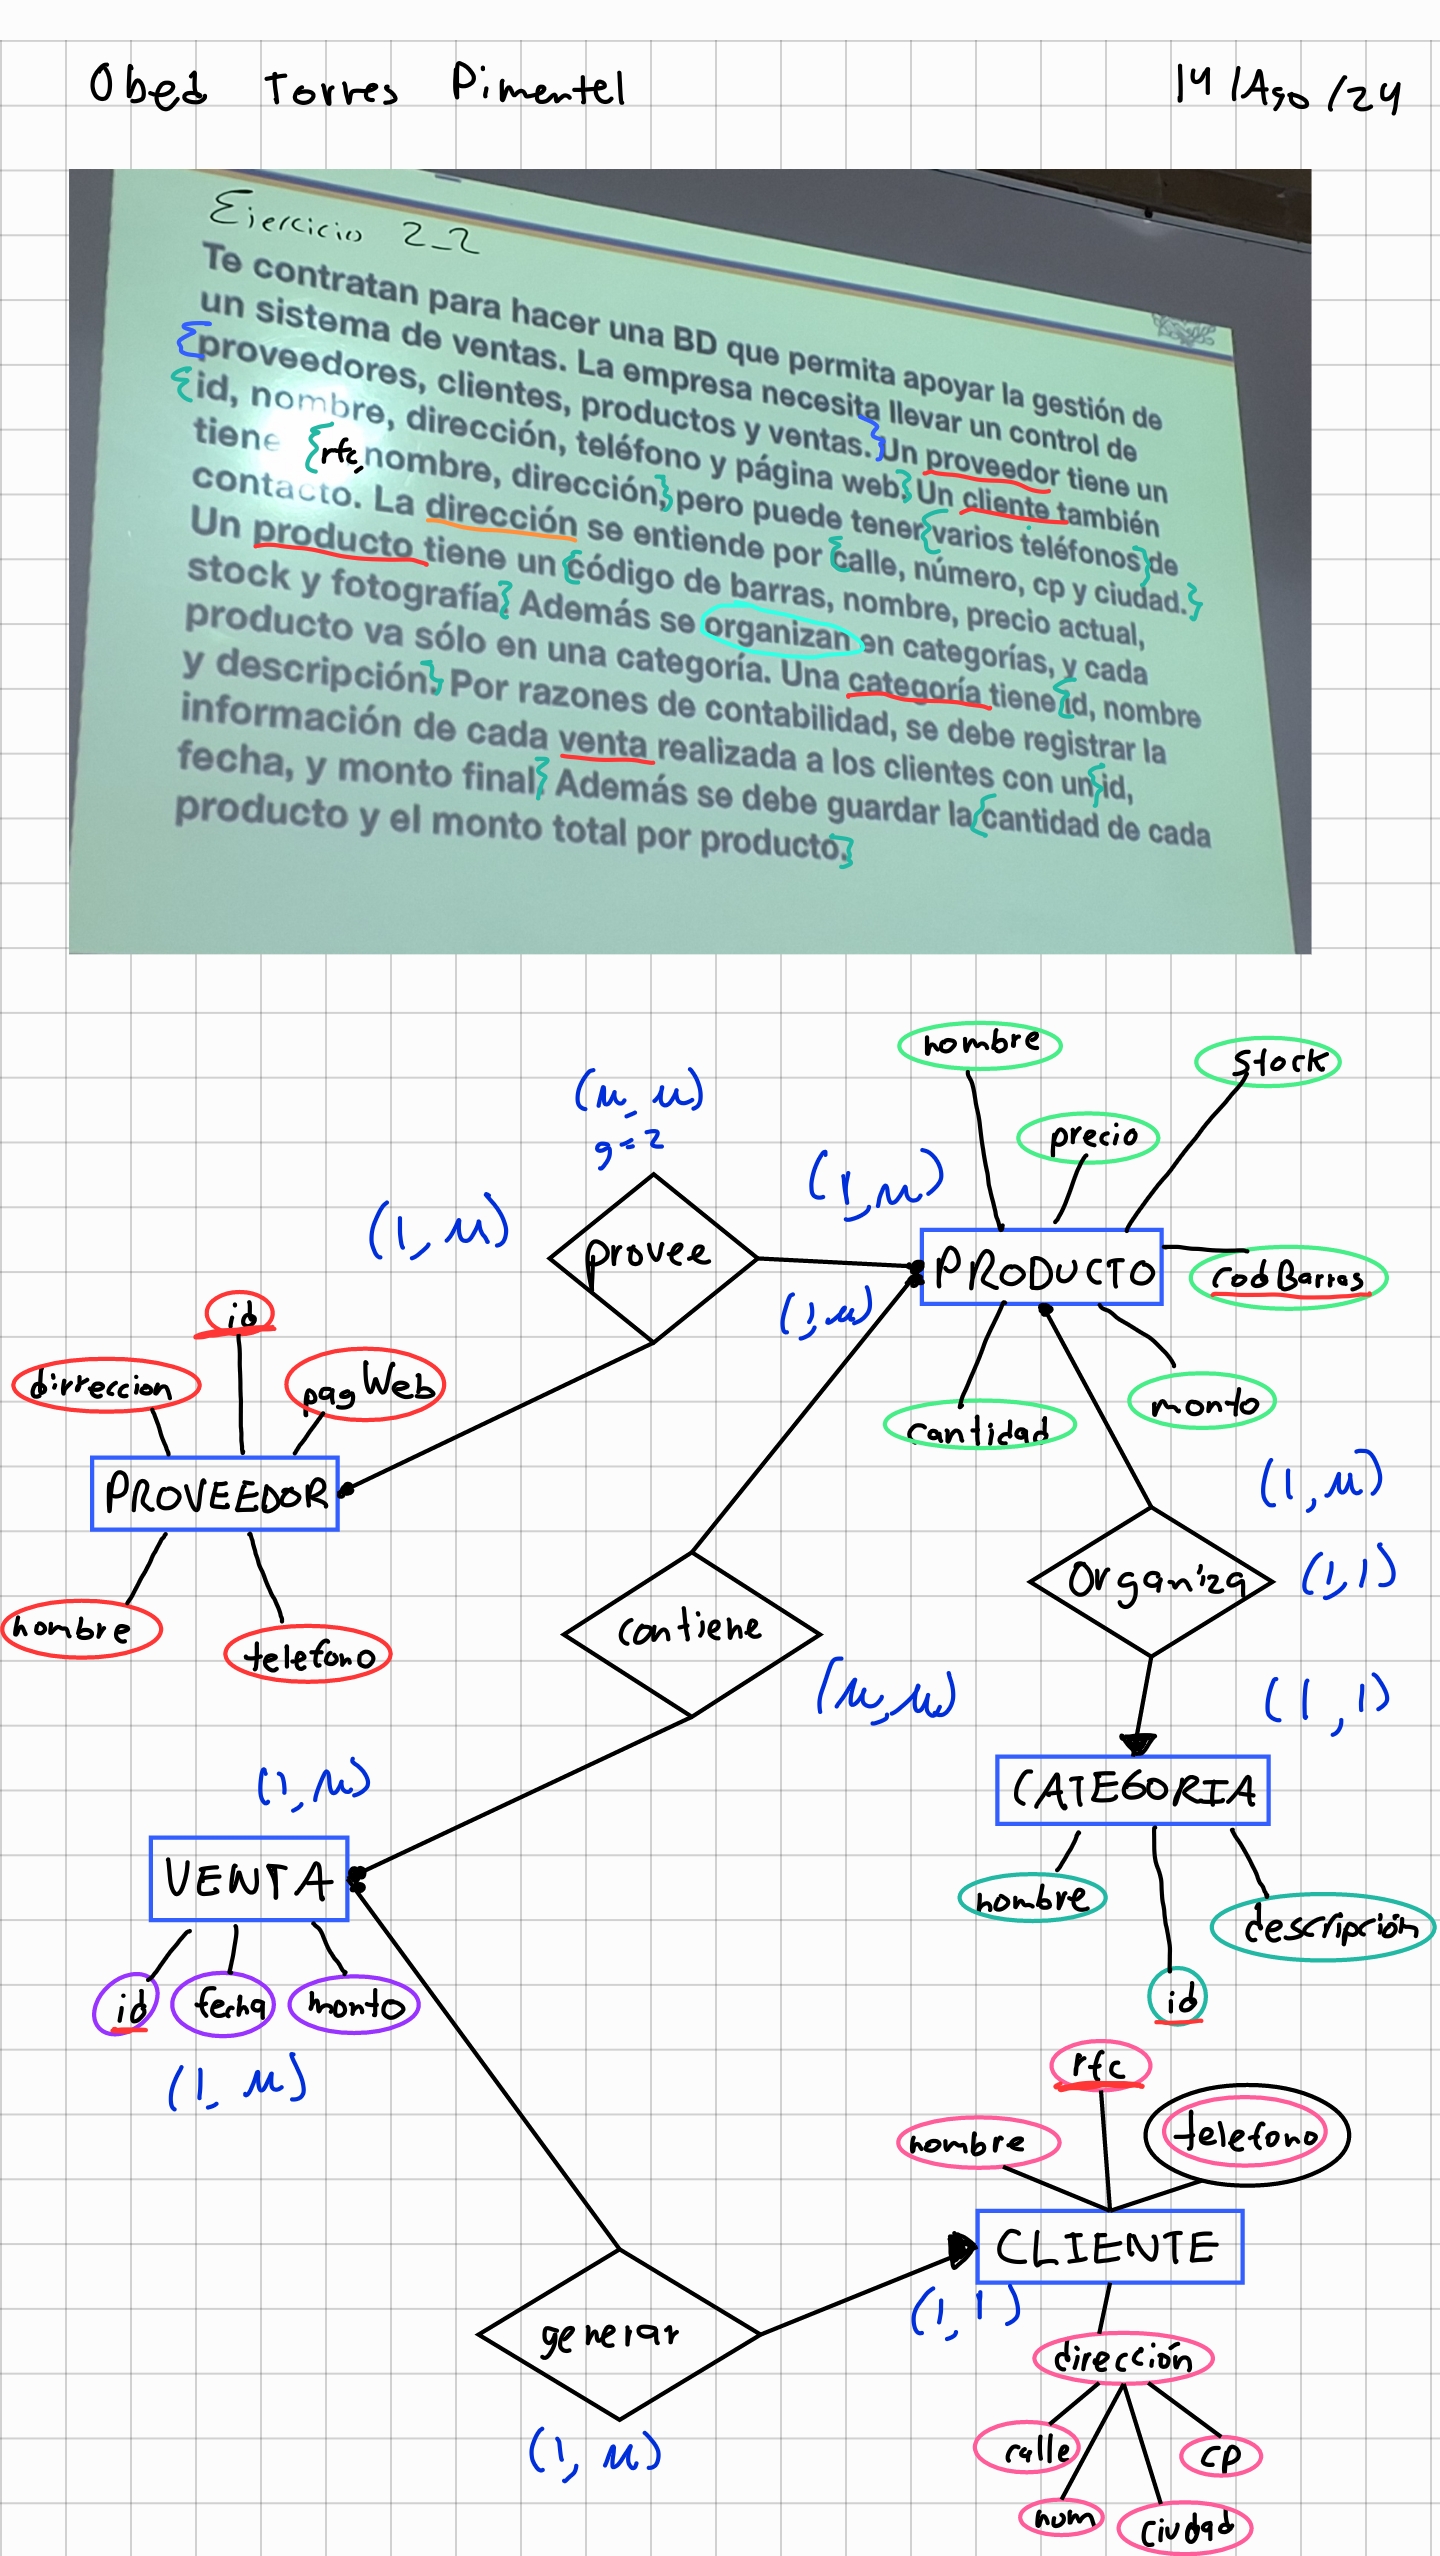 Obed Torres Pimentel
14/Ago/24
Ejercicio 2_2
Te contratan para hacer una BD que permita apoyar la gestión de
un sistema de ventas. La empresa necesita llevar un control de
{proveedores, clientes, productos y ventas.} Un proveedor tiene un
{id, nombre, dirección, teléfono y página web.} Un cliente también
tiene {rfc, nombre, dirección,} pero puede tener {varios teléfonos} de
contacto. La dirección se entiende por {calle, número, cp y ciudad.}
Un producto tiene un {código de barras, nombre, precio actual,
stock y fotografía.} Además se organizan en categorías, y cada
producto va sólo en una categoría. Una categoría tiene {id, nombre
y descripción.} Por razones de contabilidad, se debe registrar la
información de cada venta realizada a los clientes con un {id,
fecha, y monto final.} Además se debe guardar la {cantidad de cada
producto y el monto total por producto.}
nombre
Stock
(M, M)
g=2
precio
(1,M)
(1, M)
provee
PRODUCTO
CodBarras
(1,M)
id
dirreccion
pag Web
cantidad
monto
PROVEEDOR
(1,M)
Organiza
(1,1)
nombre
telefono
contiene
(M,M)
(1,1)
(1,M)
CATEGORIA
VENTA
nombre
descripción
id
fecha
monto
id
(1, M)
rfc
nombre
telefono
CLIENTE
(1,1)
generar
dirección
(1, M)
calle
cp
num
ciudad